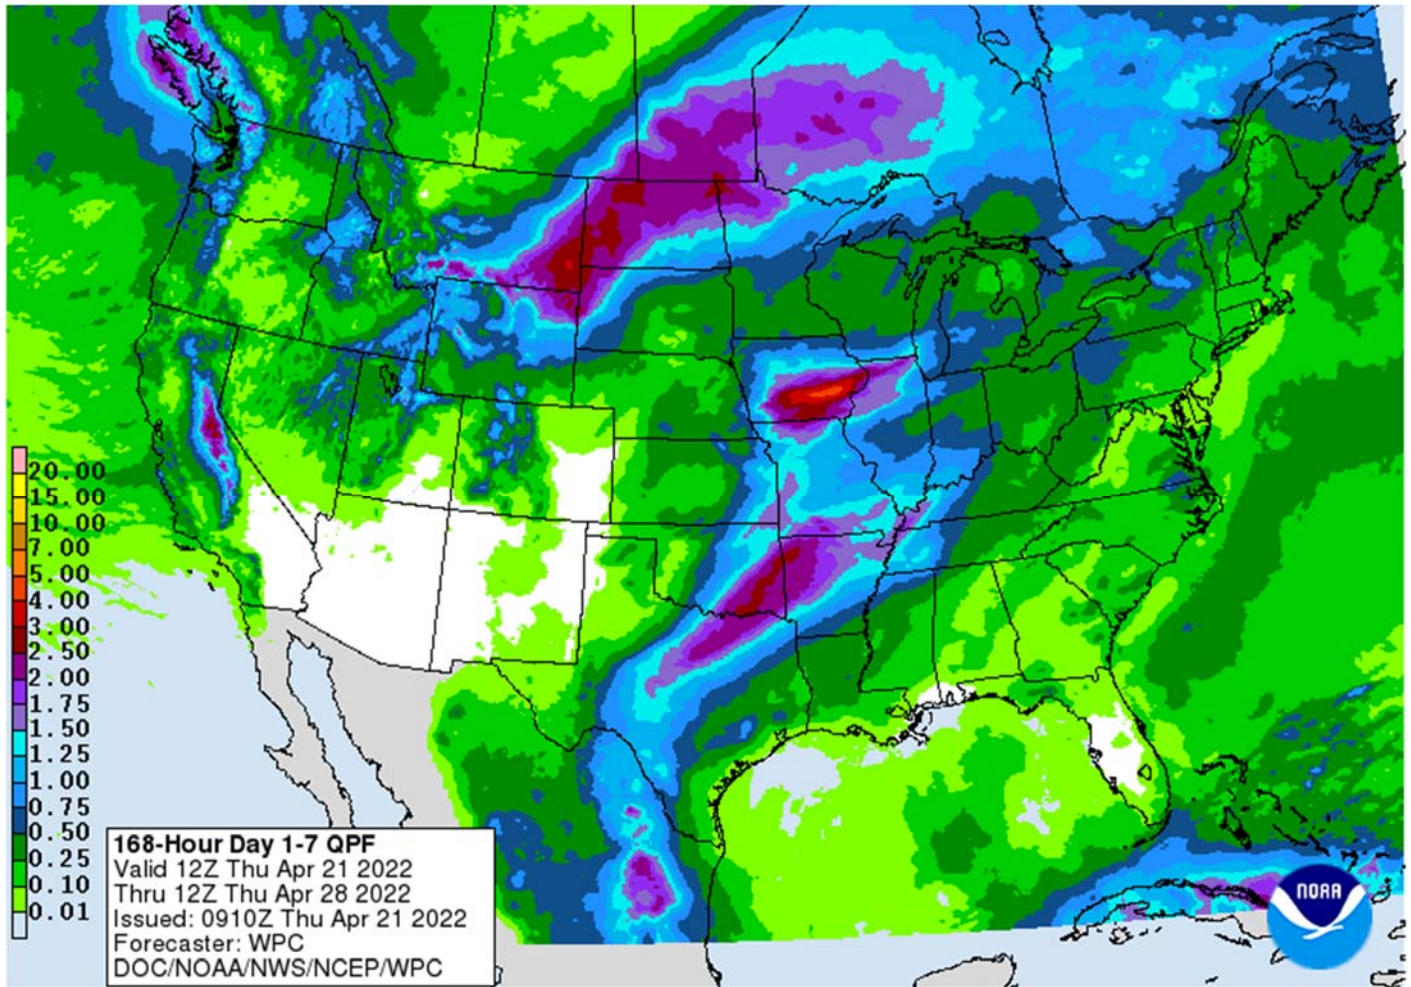 20.00
15.00
10.00
7.00
5.00
4.00
3.00
2.50
2.00
1.75
1.50
1.25
1.00
0.75
0.50
0.25
0.10
0.01
168-Hour Day 1-7 QPF
Valid 12Z Thu Apr 21 2022
Thru 12Z Thu Apr 28 2022
Issued: 0910Z Thu Apr 21 2022
Forecaster: WPC
DOC/NOAA/NWS/NCEP/WPC
NOAA